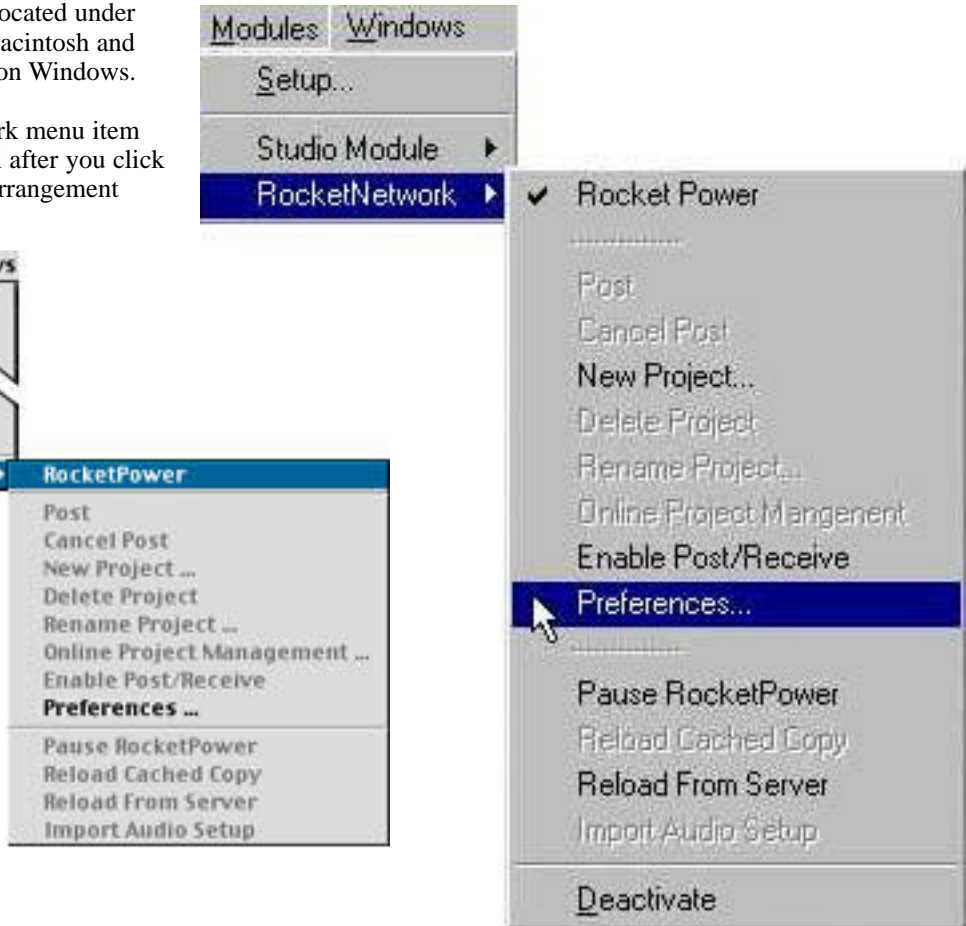 ocated under
acintosh and
on Windows.
rk menu item
after you click
rrangement
Modules Windows
Setup...
Studio Module
RocketNetwork
Rocket Power
Post
Cancel Post
New Project...
Delete Project
Rename Project...
Online Project Mangenent
Enable Post/Receive
Preferences...
Pause RocketPower
Reload Cached Copy
Reload From Server
Import Audio Setup
Deactivate
RocketPower
Post
Cancel Post
New Project ...
Delete Project
Rename Project ...
Online Project Management ...
Enable Post/Receive
Preferences ...
Pause RocketPower
Reload Cached Copy
Reload From Server
Import Audio Setup